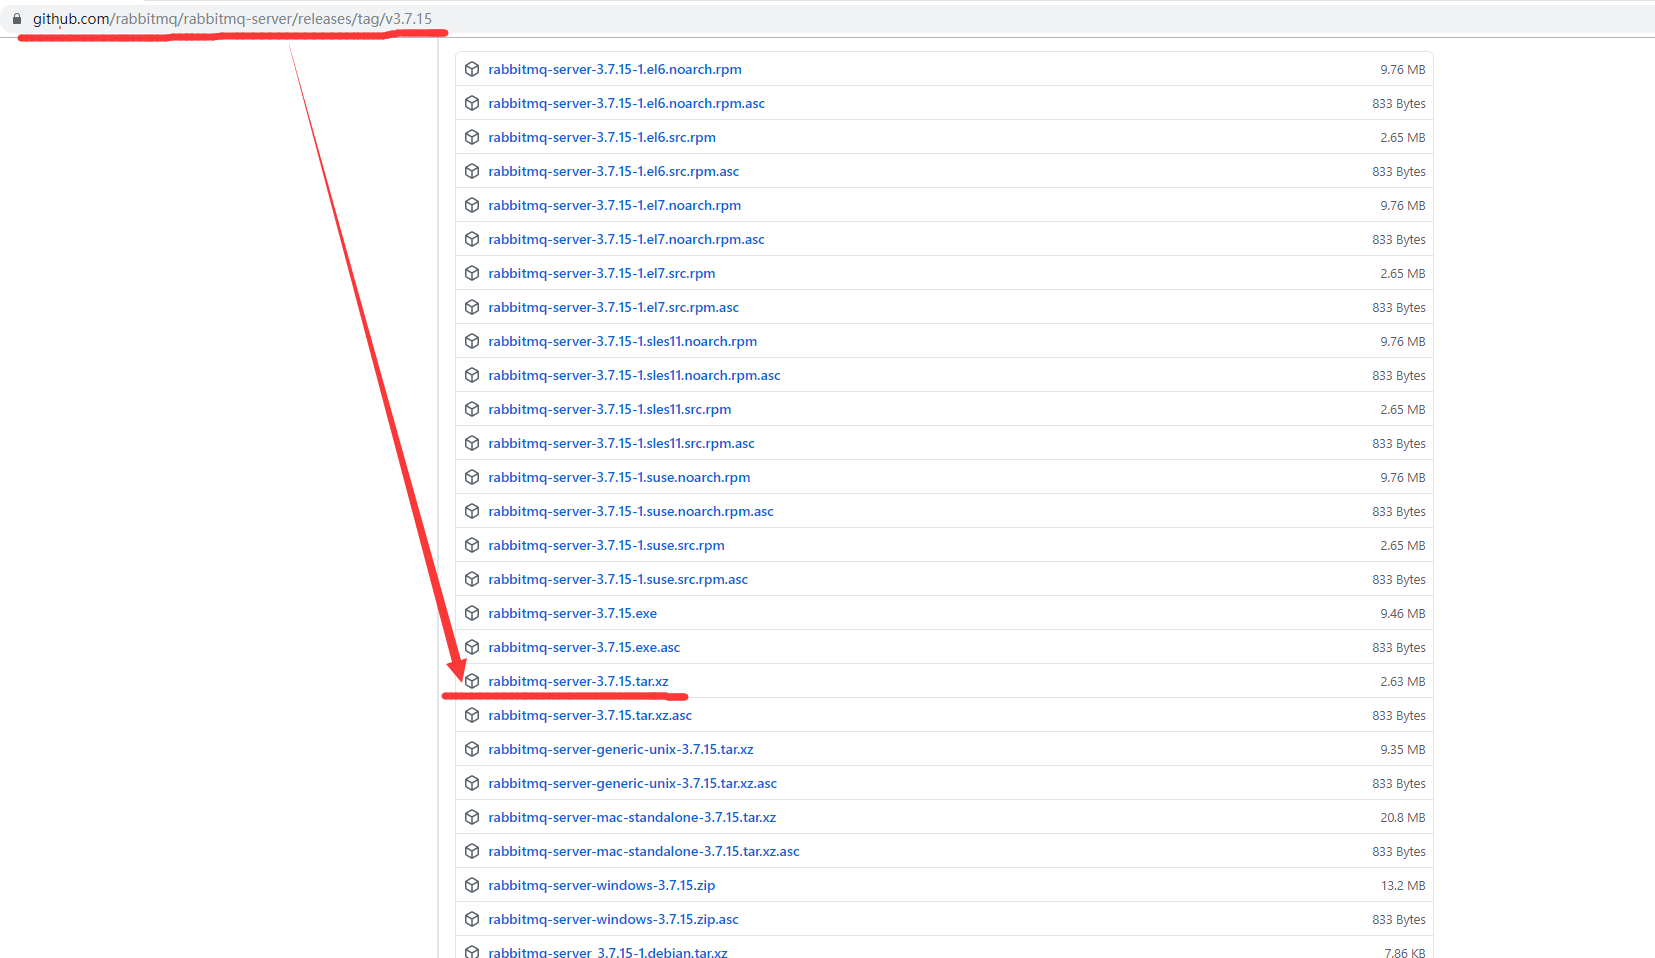 github.com/rabbitmq/rabbitmq-server/releases/tag/v3.7.15
rabbitmq-server-3.7.15-1.el6.noarch.rpm 9.76 MB
rabbitmq-server-3.7.15-1.el6.noarch.rpm.asc 833 Bytes
rabbitmq-server-3.7.15-1.el6.src.rpm 2.65 MB
rabbitmq-server-3.7.15-1.el6.src.rpm.asc 833 Bytes
rabbitmq-server-3.7.15-1.el7.noarch.rpm 9.76 MB
rabbitmq-server-3.7.15-1.el7.noarch.rpm.asc 833 Bytes
rabbitmq-server-3.7.15-1.el7.src.rpm 2.65 MB
rabbitmq-server-3.7.15-1.el7.src.rpm.asc 833 Bytes
rabbitmq-server-3.7.15-1.sles11.noarch.rpm 9.76 MB
rabbitmq-server-3.7.15-1.sles11.noarch.rpm.asc 833 Bytes
rabbitmq-server-3.7.15-1.sles11.src.rpm 2.65 MB
rabbitmq-server-3.7.15-1.sles11.src.rpm.asc 833 Bytes
rabbitmq-server-3.7.15-1.suse.noarch.rpm 9.76 MB
rabbitmq-server-3.7.15-1.suse.noarch.rpm.asc 833 Bytes
rabbitmq-server-3.7.15-1.suse.src.rpm 2.65 MB
rabbitmq-server-3.7.15-1.suse.src.rpm.asc 833 Bytes
rabbitmq-server-3.7.15.exe 9.46 MB
rabbitmq-server-3.7.15.exe.asc 833 Bytes
rabbitmq-server-3.7.15.tar.xz 2.63 MB
rabbitmq-server-3.7.15.tar.xz.asc 833 Bytes
rabbitmq-server-generic-unix-3.7.15.tar.xz 9.35 MB
rabbitmq-server-generic-unix-3.7.15.tar.xz.asc 833 Bytes
rabbitmq-server-mac-standalone-3.7.15.tar.xz 20.8 MB
rabbitmq-server-mac-standalone-3.7.15.tar.xz.asc 833 Bytes
rabbitmq-server-windows-3.7.15.zip 13.2 MB
rabbitmq-server-windows-3.7.15.zip.asc 833 Bytes
rabbitmq-server_3.7.15-1.debian.tar.xz 7.86 KB